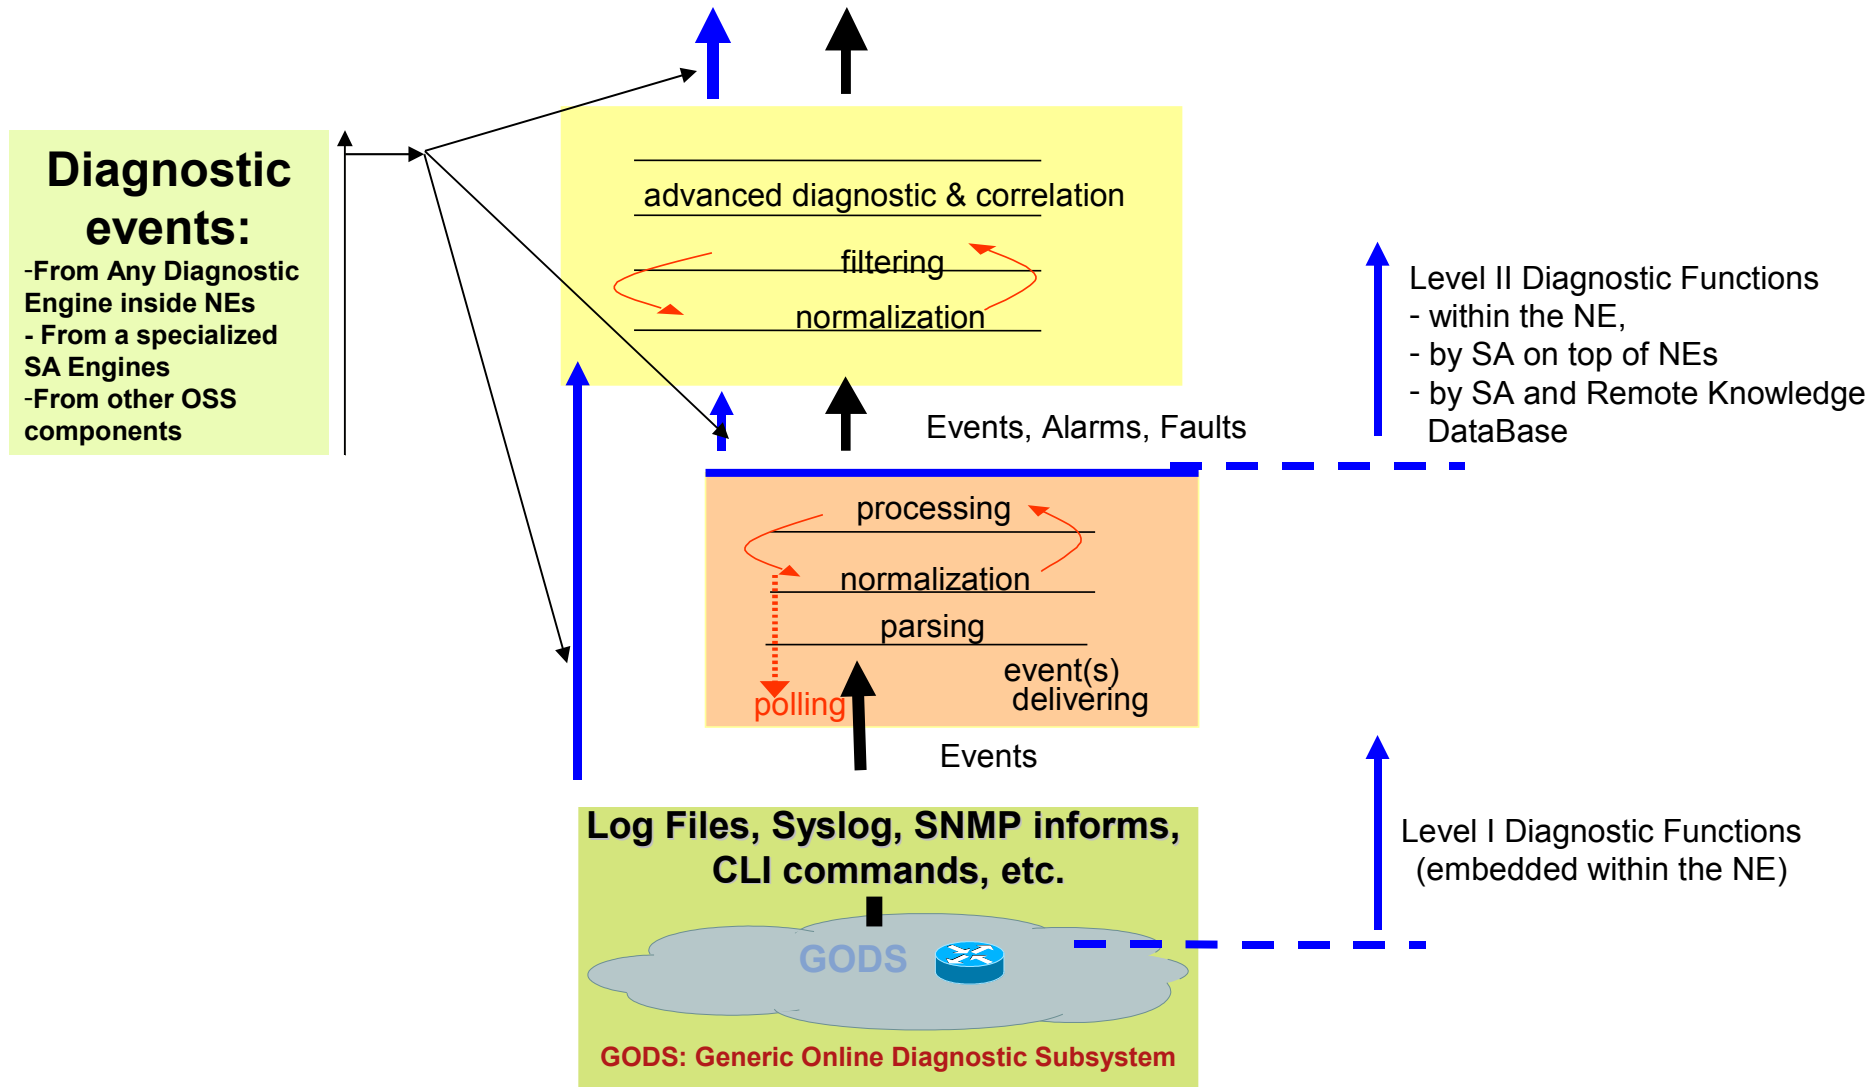 Diagnostic
events:
-From Any Diagnostic
Engine inside NEs
- From a specialized
SA Engines
-From other OSS
components
advanced diagnostic & correlation
filtering
normalization
Events, Alarms, Faults
Level II Diagnostic Functions
- within the NE,
- by SA on top of NEs
- by SA and Remote Knowledge
DataBase
processing
normalization
parsing
event(s)
delivering
polling
Events
Log Files, Syslog, SNMP informs,
CLI commands, etc.
Level I Diagnostic Functions
(embedded within the NE)
GODS
GODS: Generic Online Diagnostic Subsystem